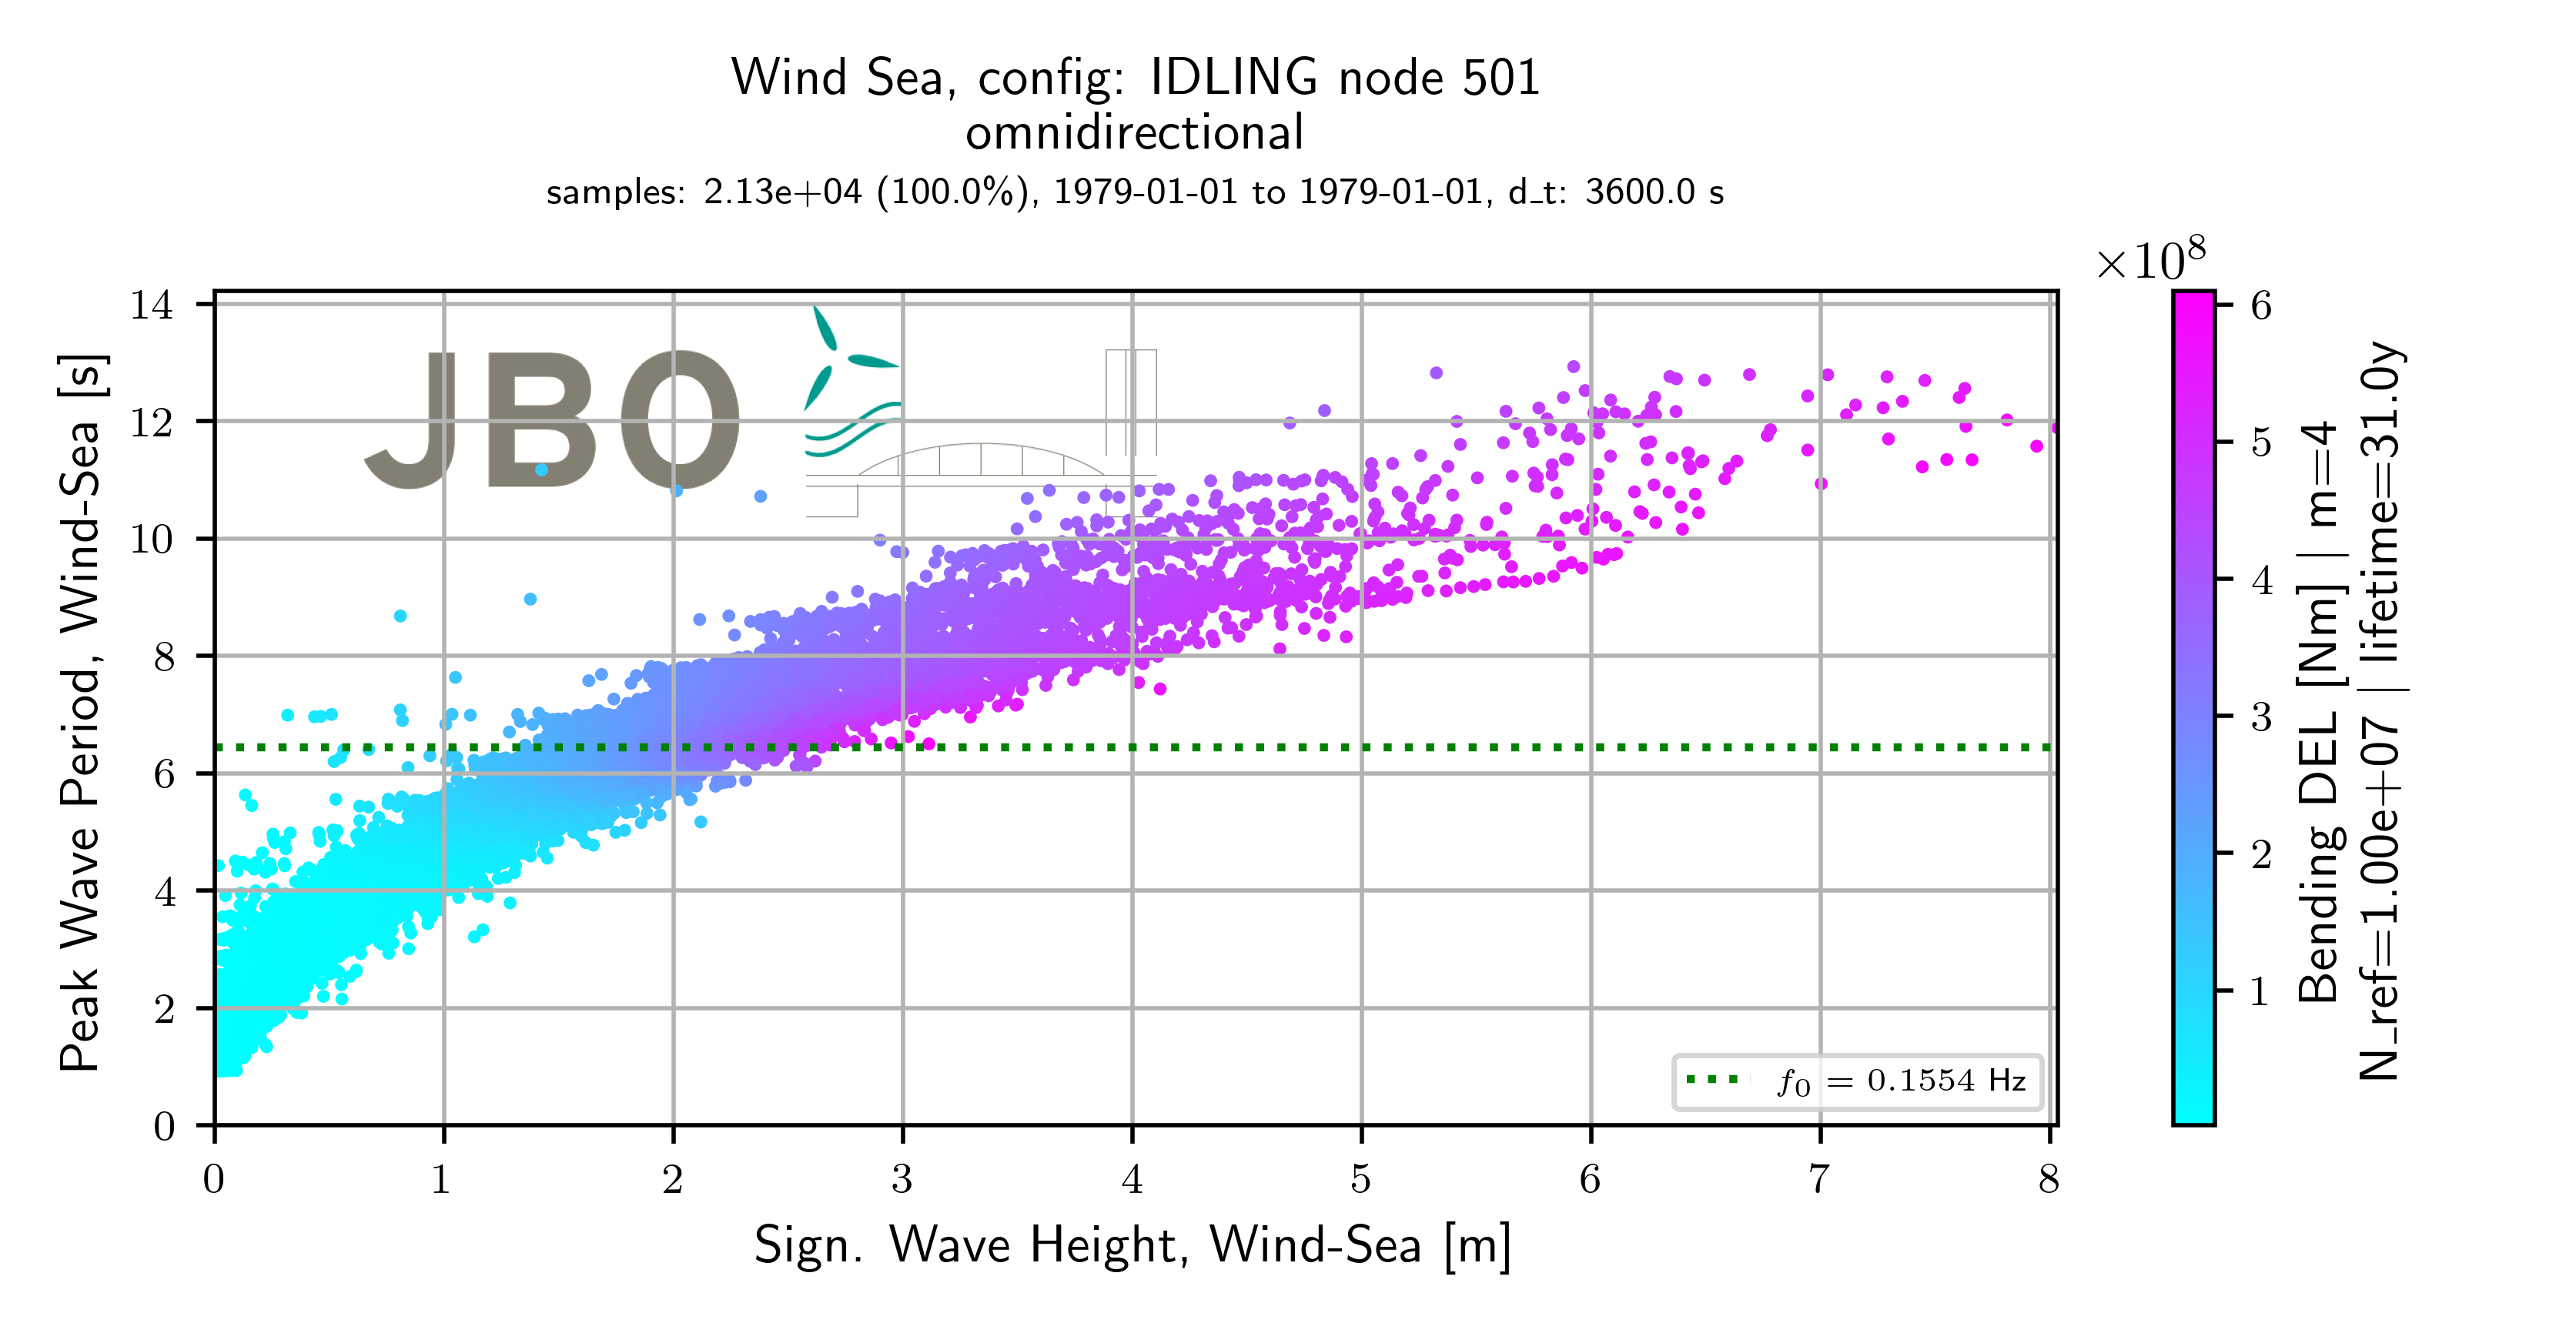 Wind Sea, config: IDLING node 501
omnidirectional
samples: 2.13e+04 (100.0%), 1979-01-01 to 1979-01-01, d_t: 3600.0 s
×10⁸
14
12
10
8
6
4
2
0
Peak Wave Period, Wind-Sea [s]
JBO
f₀ = 0.1554 Hz
0 1 2 3 4 5 6 7 8
Sign. Wave Height, Wind-Sea [m]
6
5
4
3
2
1
Bending DEL [Nm] | m=4
N_ref=1.00e+07 | lifetime=31.0y